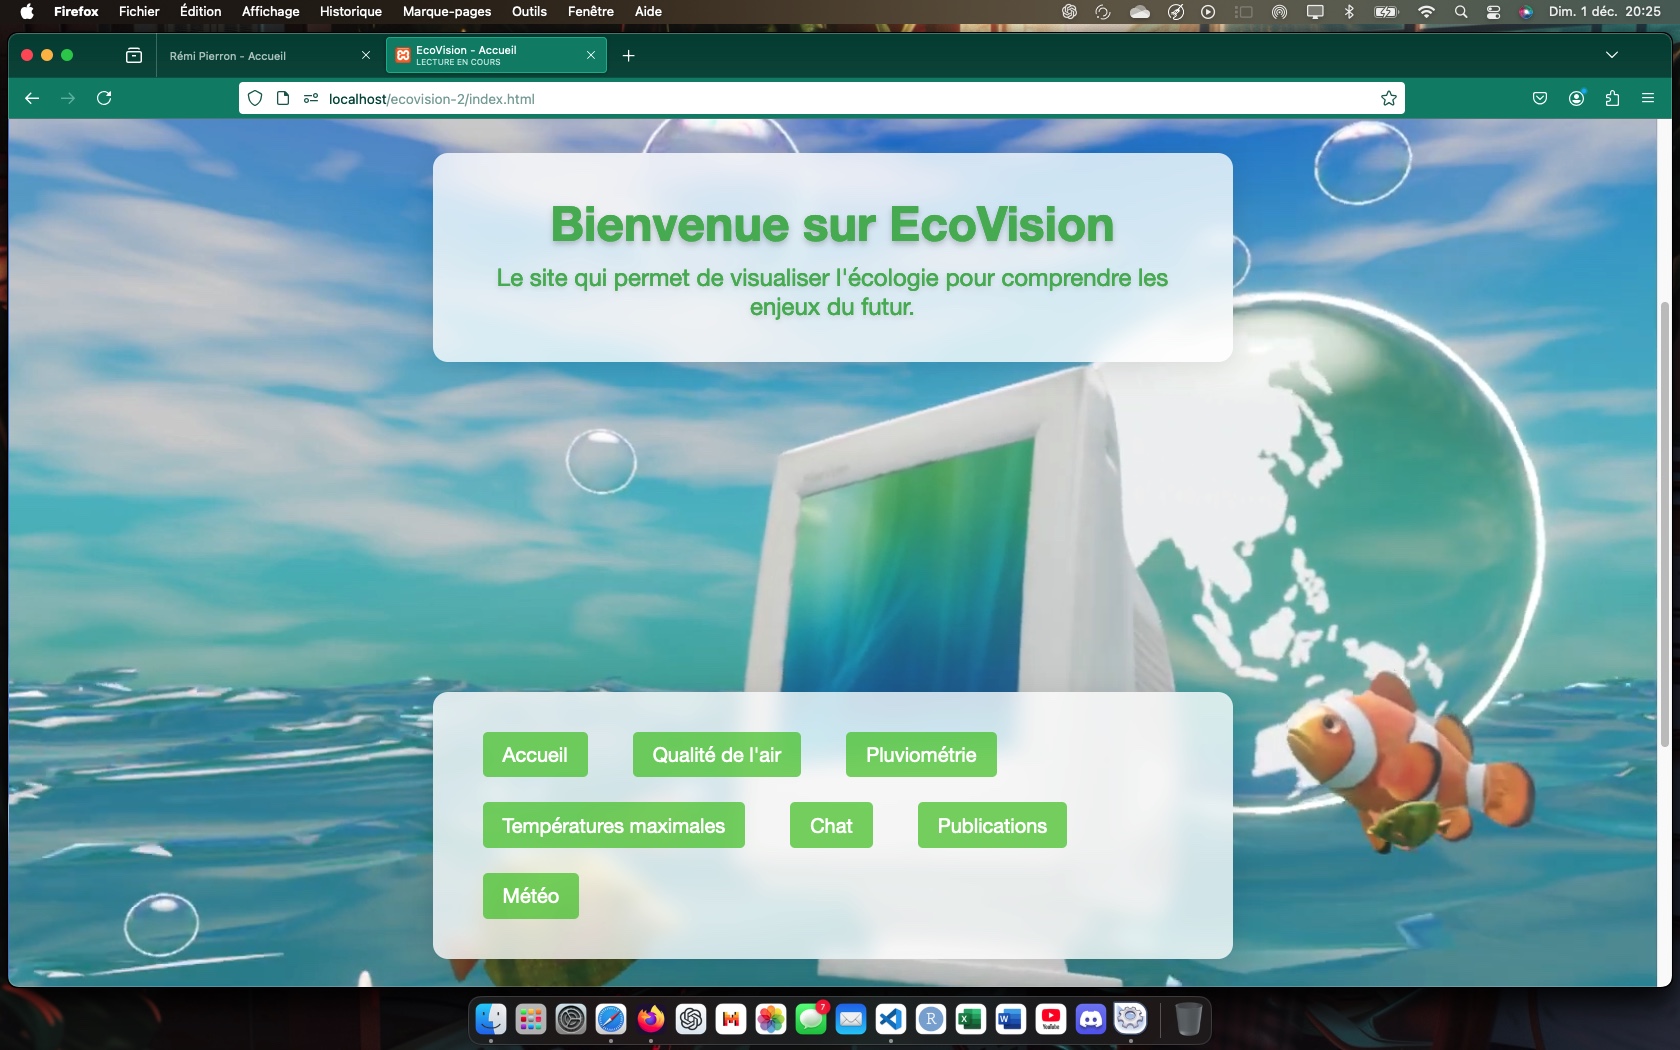 Firefox Fichier Édition Affichage Historique Marque-pages Outils Fenêtre Aide Dim. 1 déc. 20:25
Rémi Pierron - Accueil
EcoVision - Accueil
LECTURE EN COURS
localhost/ecovision-2/index.html
Bienvenue sur EcoVision
Le site qui permet de visualiser l'écologie pour comprendre les
enjeux du futur.
Accueil Qualité de l'air Pluviométrie
Températures maximales Chat Publications
Météo
7
R
X
W
YouTube